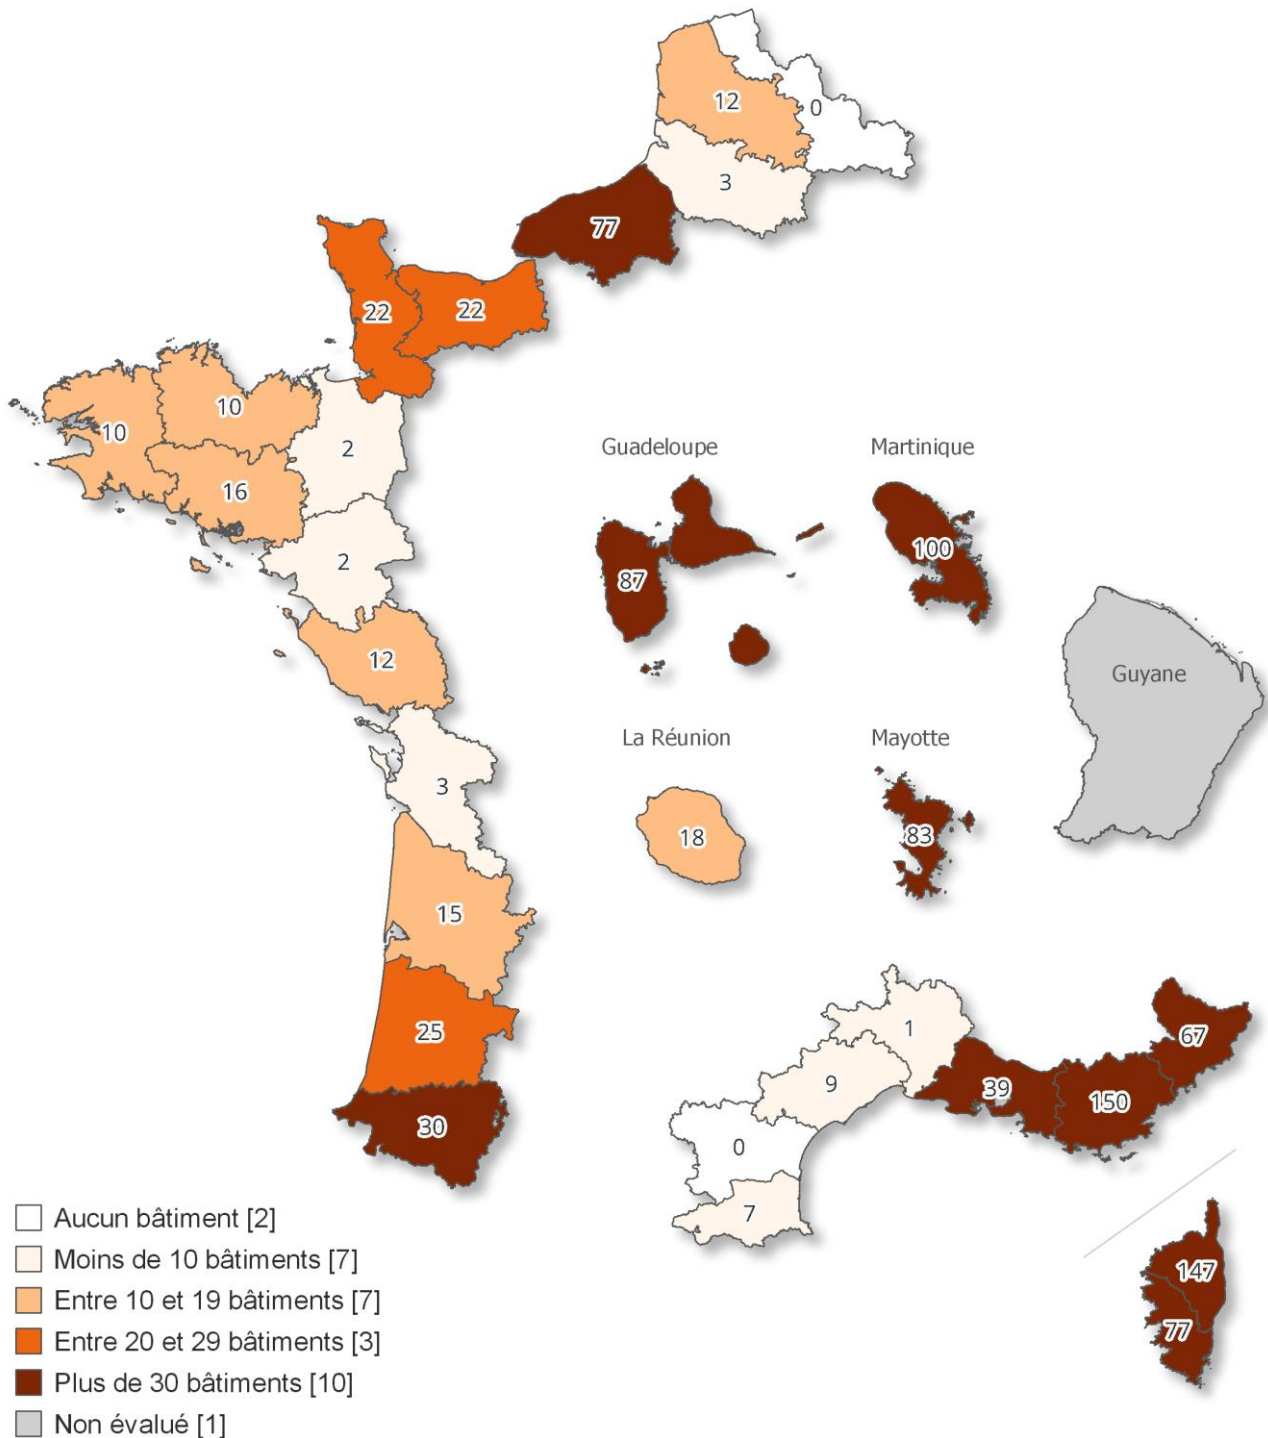 12
0
3
77
22
22
10
10
2
16
2
12
3
15
25
30
Guadeloupe
Martinique
87
100
Guyane
La Réunion
Mayotte
18
83
1
67
9
39
150
0
7
147
77
Aucun bâtiment [2]
Moins de 10 bâtiments [7]
Entre 10 et 19 bâtiments [7]
Entre 20 et 29 bâtiments [3]
Plus de 30 bâtiments [10]
Non évalué [1]